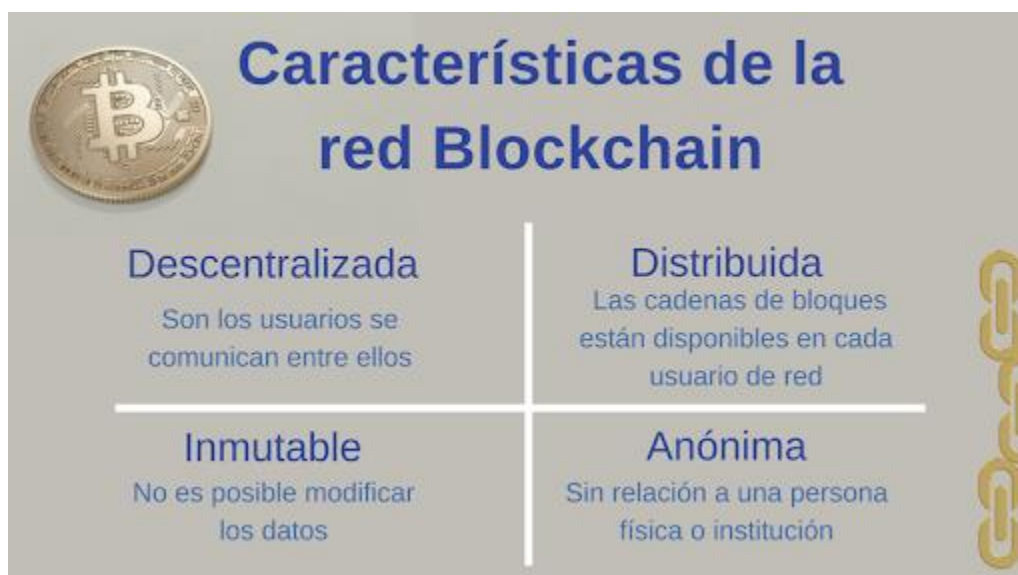 Características de la
red Blockchain
Descentralizada
Son los usuarios se
comunican entre ellos
Distribuida
Las cadenas de bloques
están disponibles en cada
usuario de red
Inmutable
No es posible modificar
los datos
Anónima
Sin relación a una persona
física o institución